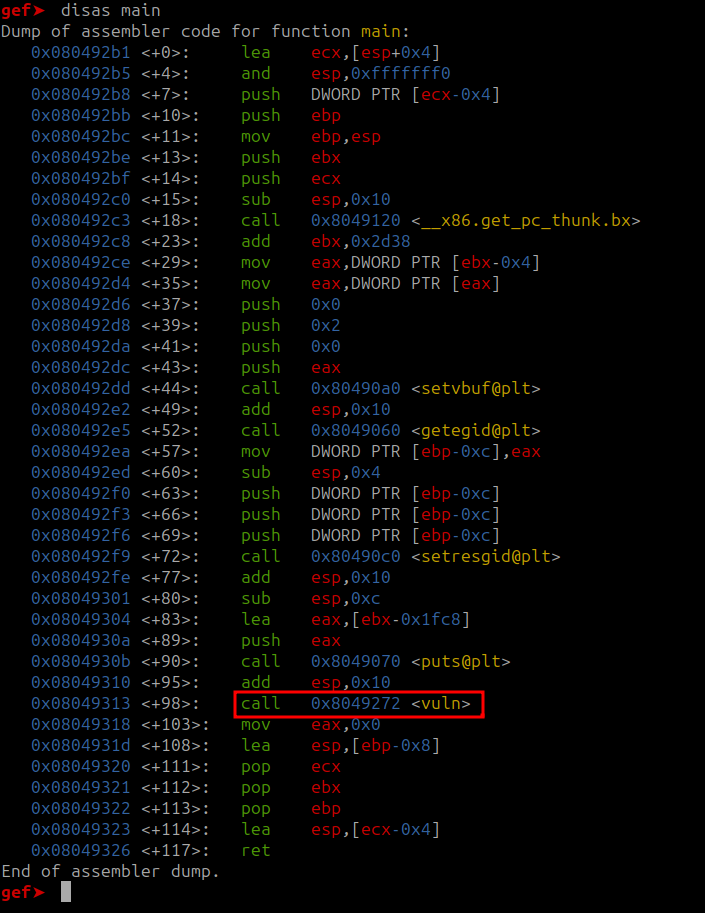 gef➤  disas main
Dump of assembler code for function main:
   0x080492b1 <+0>:     lea    ecx,[esp+0x4]
   0x080492b5 <+4>:     and    esp,0xfffffff0
   0x080492b8 <+7>:     push   DWORD PTR [ecx-0x4]
   0x080492bb <+10>:    push   ebp
   0x080492bc <+11>:    mov    ebp,esp
   0x080492be <+13>:    push   ebx
   0x080492bf <+14>:    push   ecx
   0x080492c0 <+15>:    sub    esp,0x10
   0x080492c3 <+18>:    call   0x8049120 <__x86.get_pc_thunk.bx>
   0x080492c8 <+23>:    add    ebx,0x2d38
   0x080492ce <+29>:    mov    eax,DWORD PTR [ebx-0x4]
   0x080492d4 <+35>:    mov    eax,DWORD PTR [eax]
   0x080492d6 <+37>:    push   0x0
   0x080492d8 <+39>:    push   0x2
   0x080492da <+41>:    push   0x0
   0x080492dc <+43>:    push   eax
   0x080492dd <+44>:    call   0x80490a0 <setvbuf@plt>
   0x080492e2 <+49>:    add    esp,0x10
   0x080492e5 <+52>:    call   0x8049060 <getegid@plt>
   0x080492ea <+57>:    mov    DWORD PTR [ebp-0xc],eax
   0x080492ed <+60>:    sub    esp,0x4
   0x080492f0 <+63>:    push   DWORD PTR [ebp-0xc]
   0x080492f3 <+66>:    push   DWORD PTR [ebp-0xc]
   0x080492f6 <+69>:    push   DWORD PTR [ebp-0xc]
   0x080492f9 <+72>:    call   0x80490c0 <setresgid@plt>
   0x080492fe <+77>:    add    esp,0x10
   0x08049301 <+80>:    sub    esp,0xc
   0x08049304 <+83>:    lea    eax,[ebx-0x1fc8]
   0x0804930a <+89>:    push   eax
   0x0804930b <+90>:    call   0x8049070 <puts@plt>
   0x08049310 <+95>:    add    esp,0x10
   0x08049313 <+98>:    call   0x8049272 <vuln>
   0x08049318 <+103>:   mov    eax,0x0
   0x0804931d <+108>:   lea    esp,[ebp-0x8]
   0x08049320 <+111>:   pop    ecx
   0x08049321 <+112>:   pop    ebx
   0x08049322 <+113>:   pop    ebp
   0x08049323 <+114>:   lea    esp,[ecx-0x4]
   0x08049326 <+117>:   ret
End of assembler dump.
gef➤